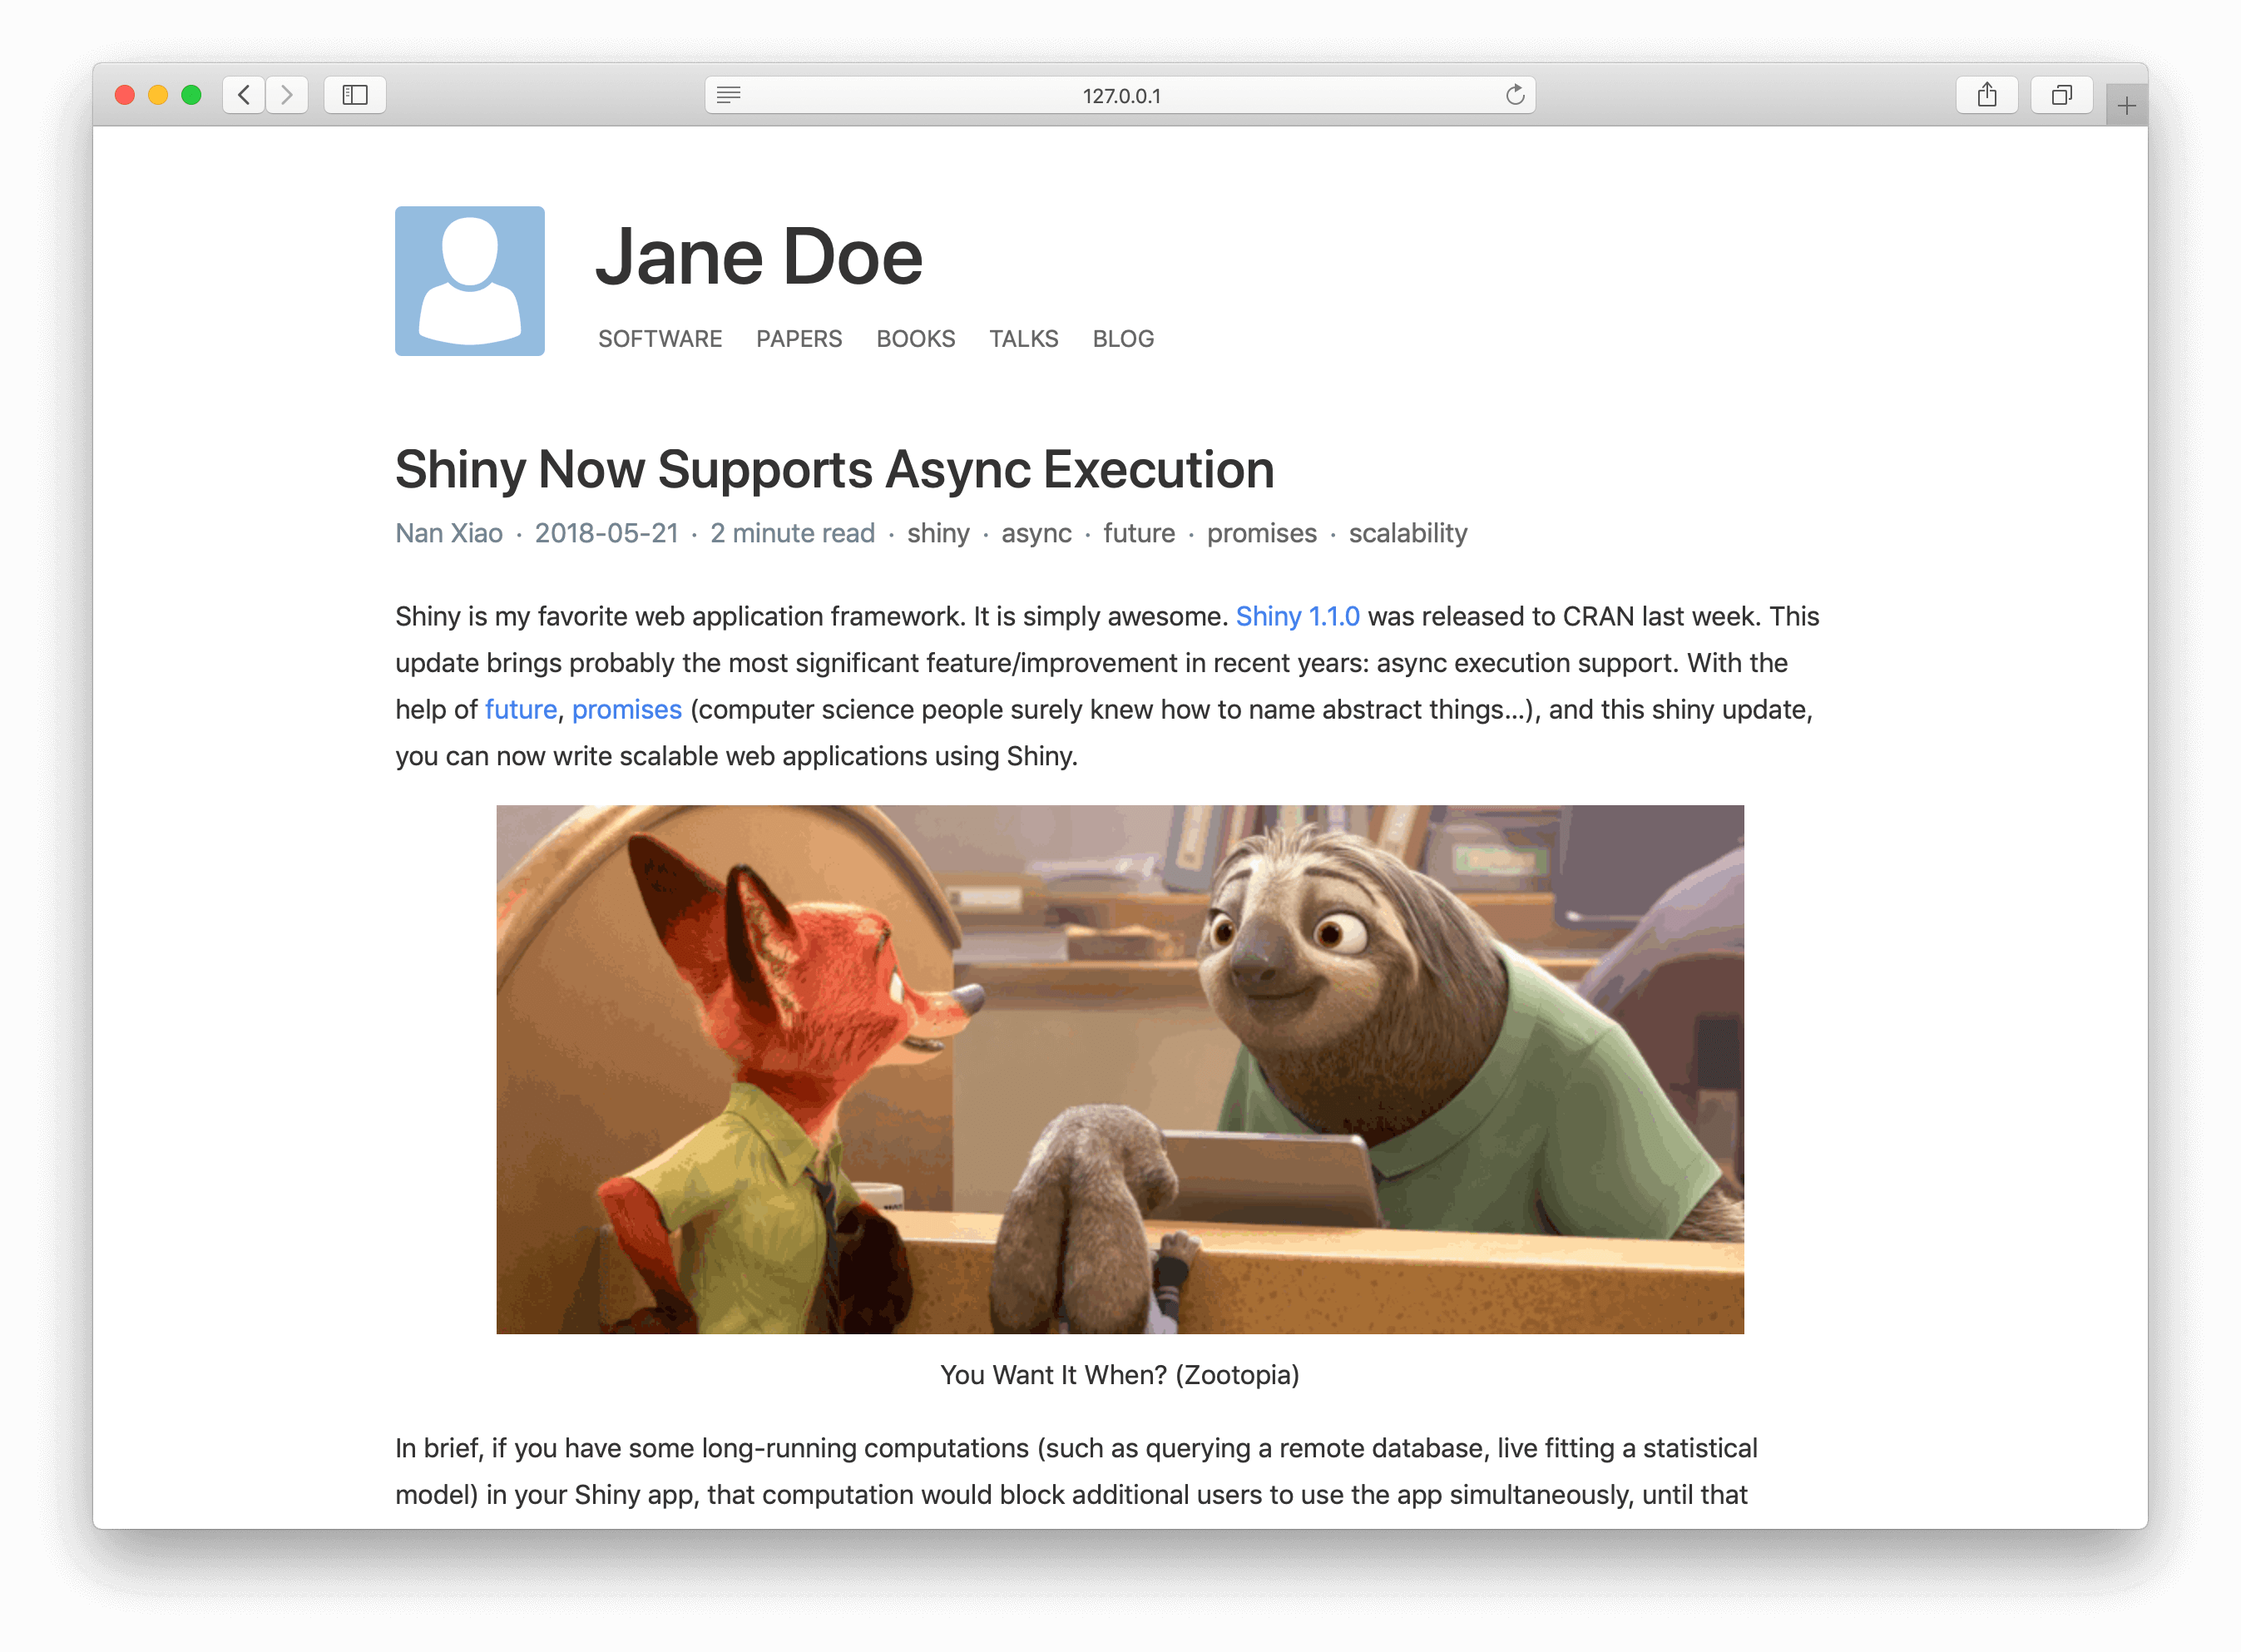 127.0.0.1
Jane Doe
SOFTWARE PAPERS BOOKS TALKS BLOG
Shiny Now Supports Async Execution
Nan Xiao · 2018-05-21 · 2 minute read · shiny · async · future · promises · scalability
Shiny is my favorite web application framework. It is simply awesome. Shiny 1.1.0 was released to CRAN last week. This
update brings probably the most significant feature/improvement in recent years: async execution support. With the
help of future, promises (computer science people surely knew how to name abstract things...), and this shiny update,
you can now write scalable web applications using Shiny.
You Want It When? (Zootopia)
In brief, if you have some long-running computations (such as querying a remote database, live fitting a statistical
model) in your Shiny app, that computation would block additional users to use the app simultaneously, until that